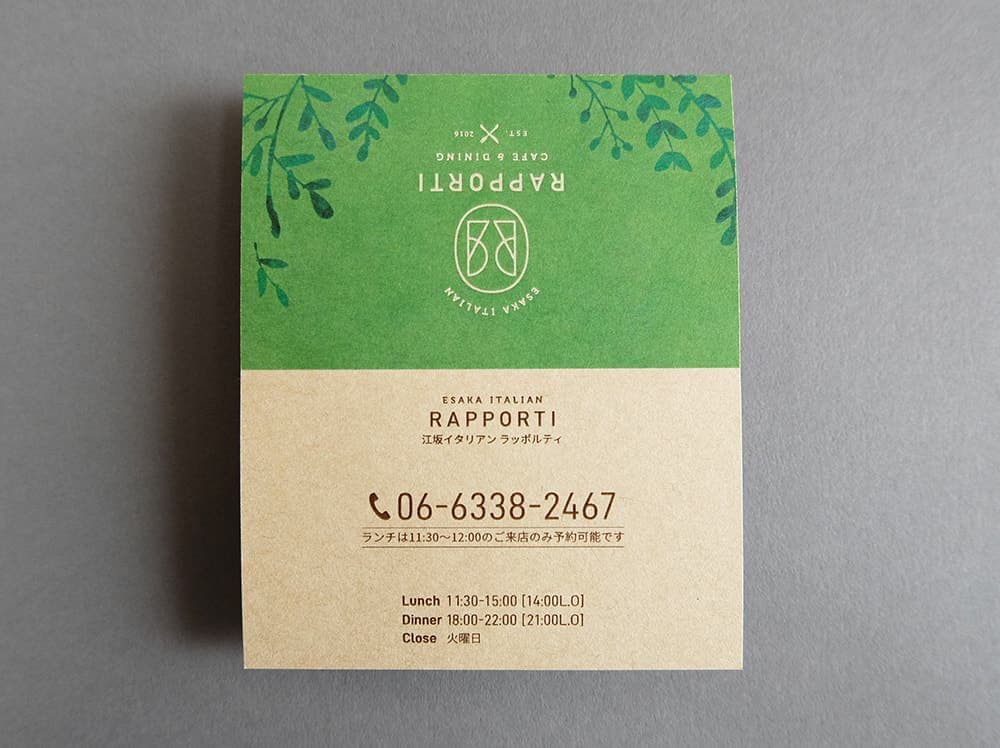 ESAKA ITALIAN
RAPPORTI
CAFE & DINING
EST. 2016
ESAKA ITALIAN
RAPPORTI
江坂イタリアン ラッポルティ
06-6338-2467
ランチは11:30〜12:00のご来店のみ予約可能です
Lunch 11:30-15:00 [14:00L.O]
Dinner 18:00-22:00 [21:00L.O]
Close 火曜日